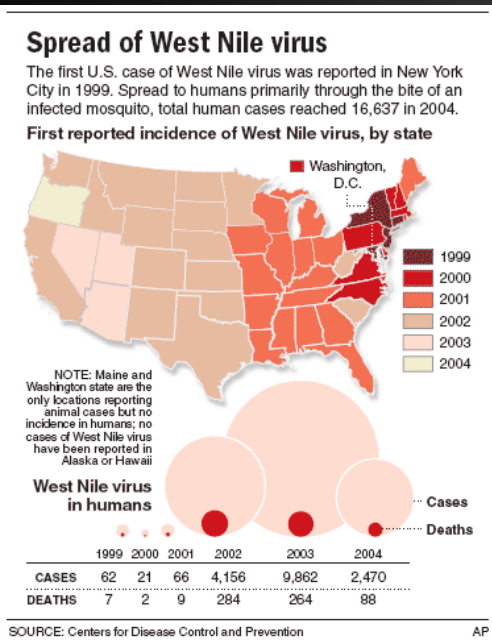 Spread of West Nile virus
The first U.S. case of West Nile virus was reported in New York
City in 1999. Spread to humans primarily through the bite of an
infected mosquito, total human cases reached 16,637 in 2004.
First reported incidence of West Nile virus, by state
Washington,
D.C.
1999
2000
2001
2002
2003
2004
NOTE: Maine and
Washington state are the
only locations reporting
animal cases but no
incidence in humans; no
cases of West Nile virus
have been reported in
Alaska or Hawaii
West Nile virus
in humans
Cases
Deaths
1999 2000 2001 2002 2003 2004
CASES 62 21 66 4,156 9,862 2,470
DEATHS 7 2 9 284 264 88
SOURCE: Centers for Disease Control and Prevention AP